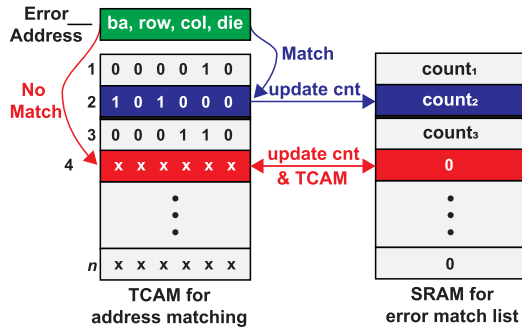 Error
Address
ba, row, col, die
Match
No
Match
1 0 0 0 0 1 0
count₁
2 1 0 1 0 0 0
update cnt
count₂
3 0 0 0 1 1 0
count₃
4 x x x x x x
update cnt
& TCAM
0
n x x x x x x
0
TCAM for
address matching
SRAM for
error match list